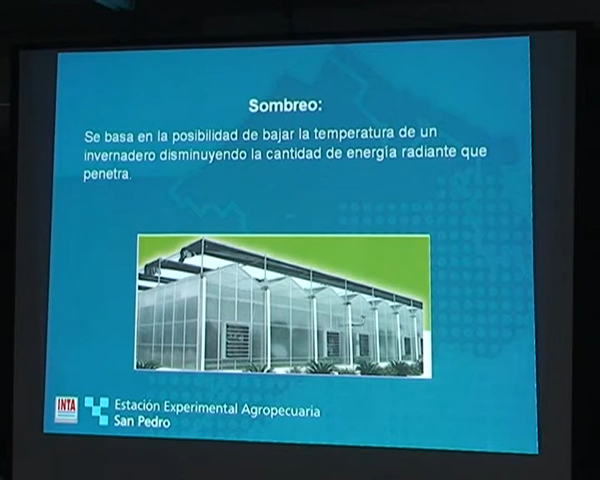 Sombreo:
Se basa en la posibilidad de bajar la temperatura de un
invernadero disminuyendo la cantidad de energía radiante que
penetra.
INTA
Estación Experimental Agropecuaria
San Pedro